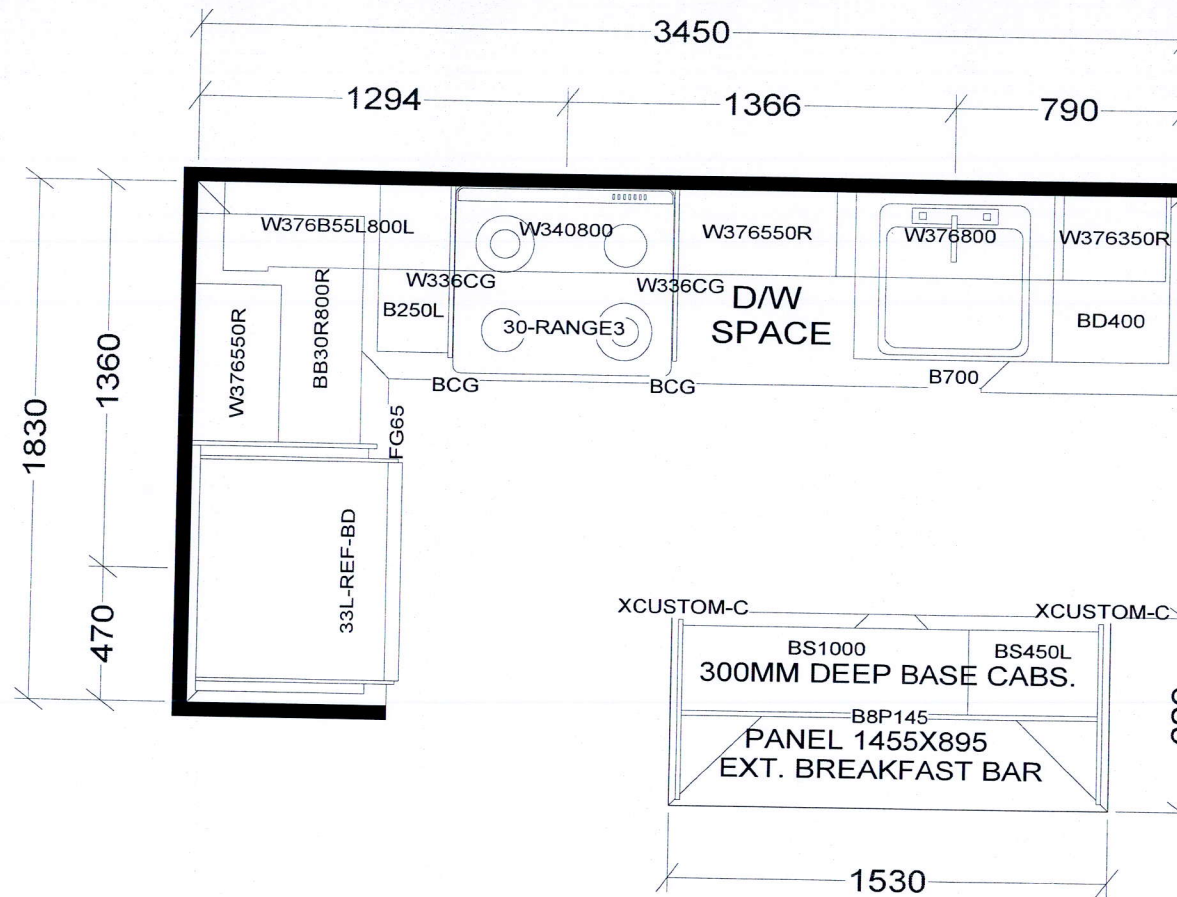 3450
1294
1366
790
W376B55L800L
W340800
W376550R
W376800
W376350R
W336CG
W336CG
B250L
D/W
SPACE
BD400
30-RANGE3
W376550R
BB30R800R
1360
1830
BCG
BCG
B700
FG65
33L-REF-BD
470
XCUSTOM-C
XCUSTOM-C
BS1000
BS450L
300MM DEEP BASE CABS.
B8P145
PANEL 1455X895
EXT. BREAKFAST BAR
1530